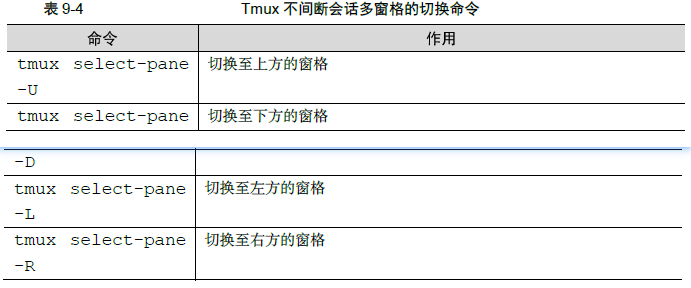 表 9-4 Tmux 不间断会话多窗格的切换命令
命令 作用
tmux select-pane 切换至上方的窗格
-U
tmux select-pane 切换至下方的窗格
-D
tmux select-pane 切换至左方的窗格
-L
tmux select-pane 切换至右方的窗格
-R